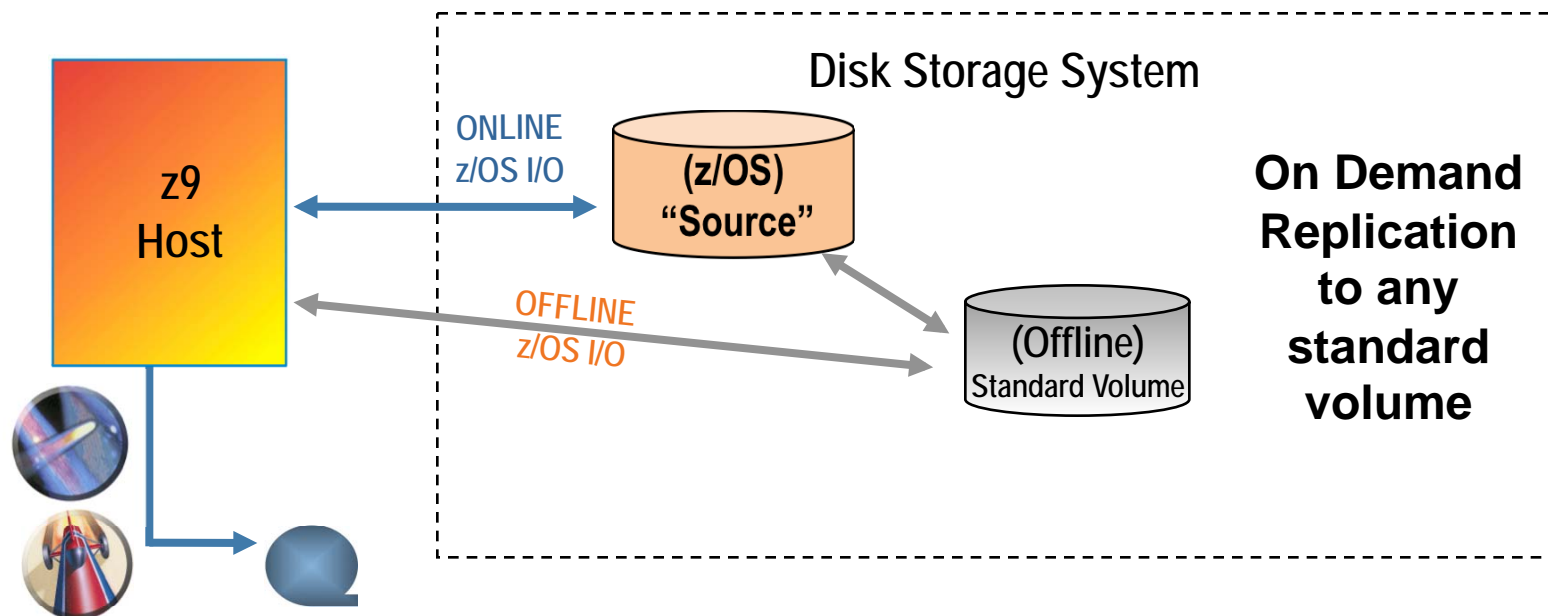 Disk Storage System
z9
Host
ONLINE
z/OS I/O
(z/OS)
“Source”
OFFLINE
z/OS I/O
(Offline)
Standard Volume
On Demand
Replication
to any
standard
volume